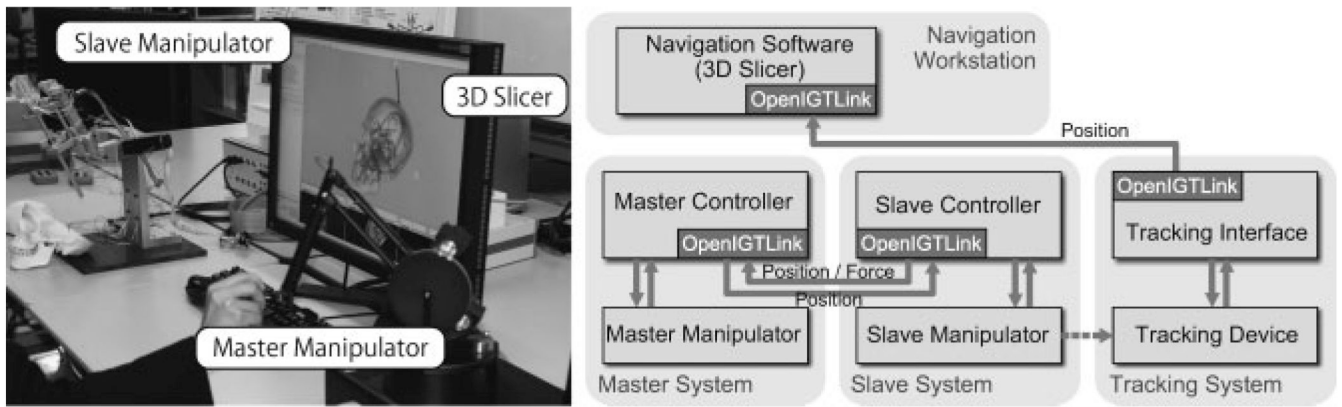 Slave Manipulator
3D Slicer
Master Manipulator
Navigation Software
(3D Slicer)
OpenIGTLink
Navigation
Workstation
Position
Master Controller
OpenIGTLink
Slave Controller
OpenIGTLink
OpenIGTLink
Tracking Interface
Position / Force
Position
Master Manipulator
Slave Manipulator
Tracking Device
Master System
Slave System
Tracking System